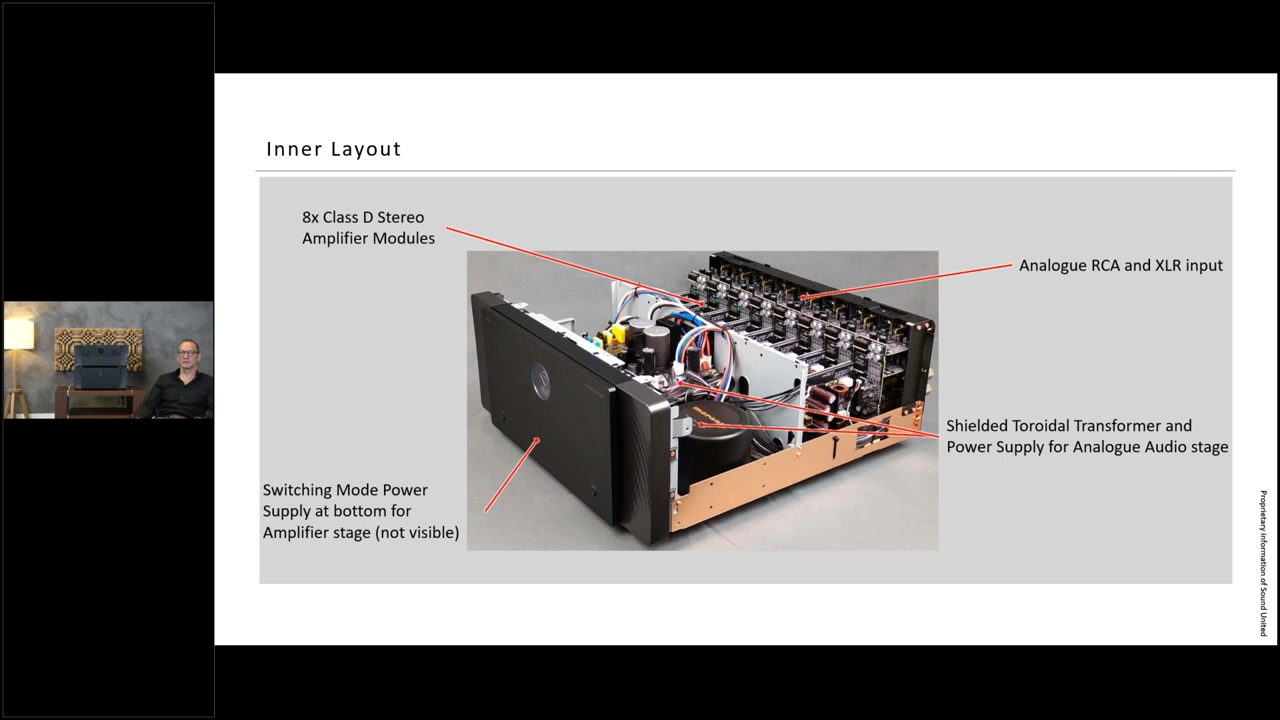 Inner Layout
8x Class D Stereo
Amplifier Modules
Analogue RCA and XLR input
Shielded Toroidal Transformer and
Power Supply for Analogue Audio stage
Switching Mode Power
Supply at bottom for
Amplifier stage (not visible)
marantz
Proprietary information of Sound United